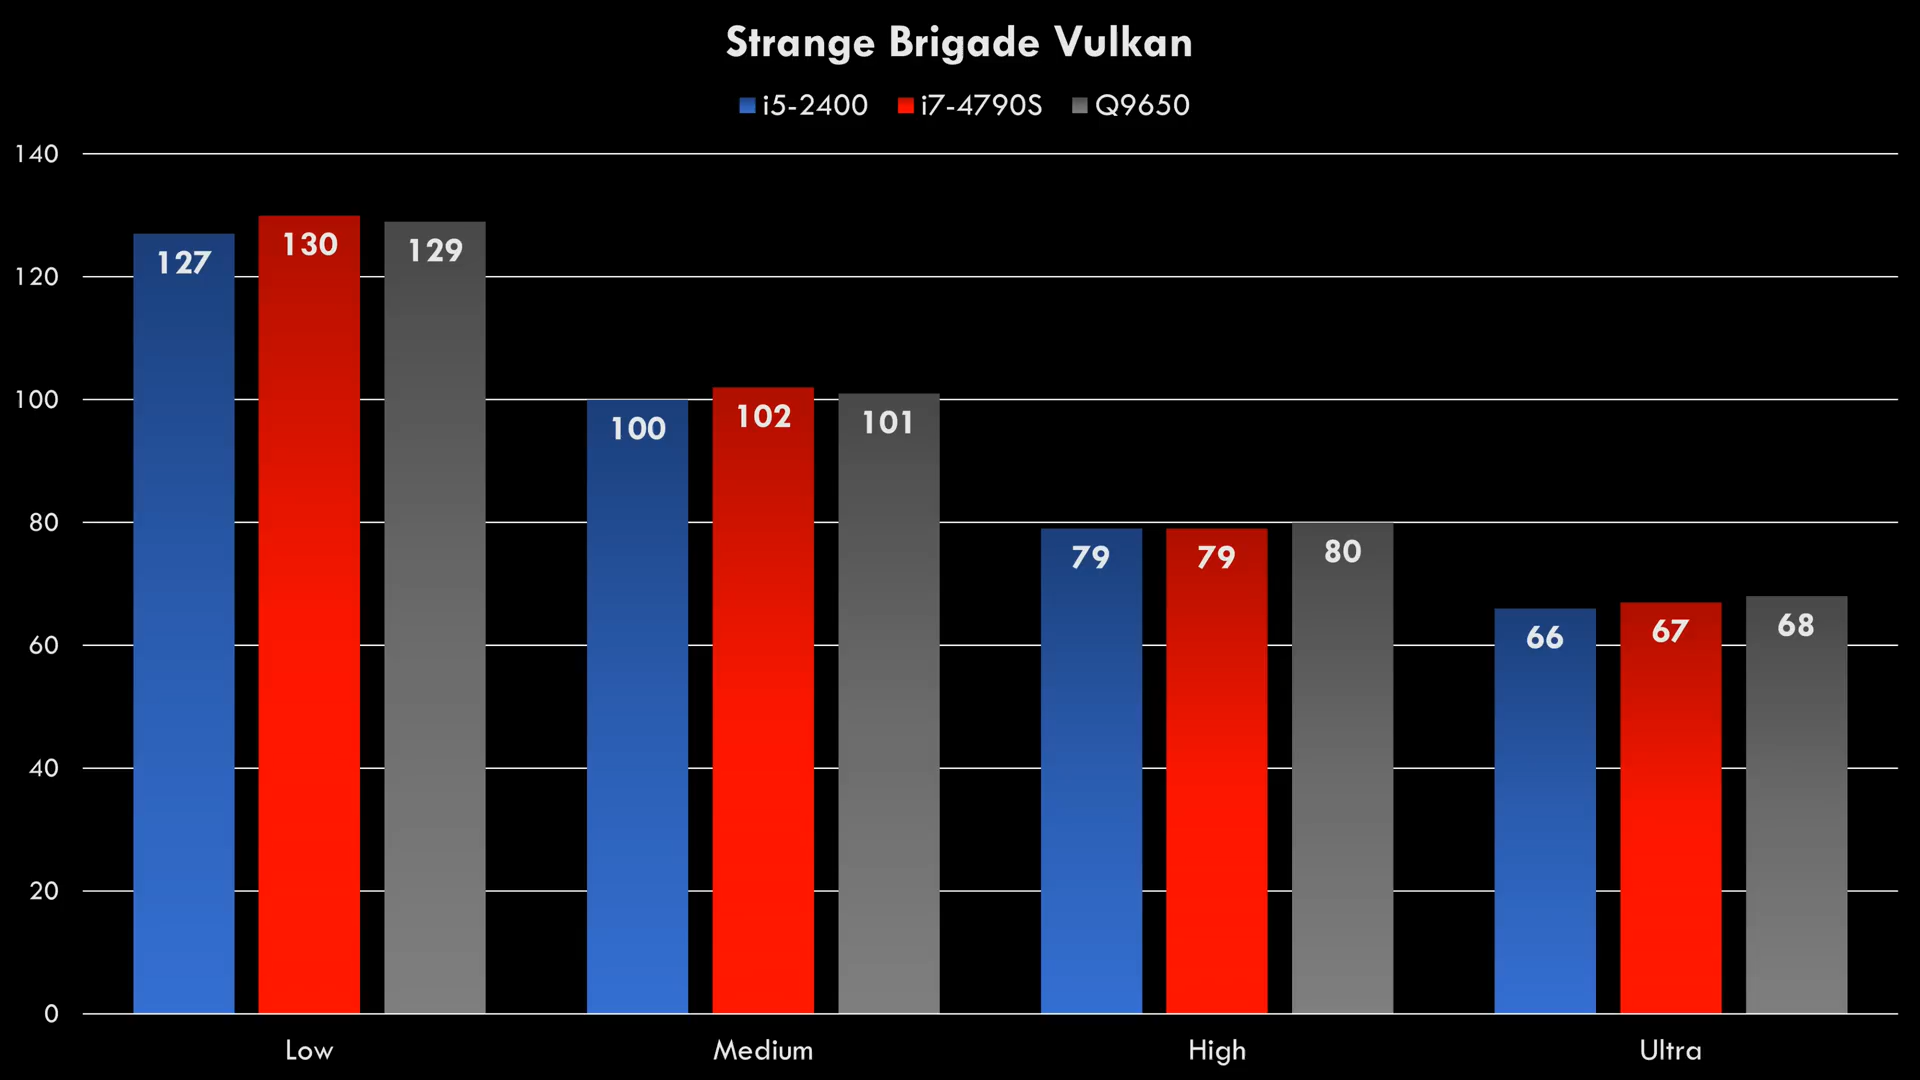 Strange Brigade Vulkan
i5-2400 i7-4790S Q9650
140
120
100
80
60
40
20
0
127 130 129
100 102 101
79 79 80
66 67 68
Low Medium High Ultra